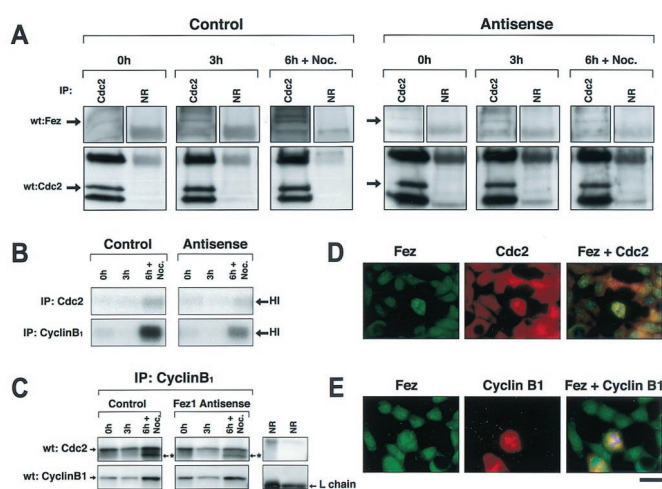 A
Control
Antisense
0h 3h 6h + Noc. 0h 3h 6h + Noc.
IP: Cdc2 NR Cdc2 NR Cdc2 NR Cdc2 NR Cdc2 NR Cdc2 NR
wt:Fez
wt:Cdc2
B
Control Antisense
0h 3h 6h + Noc. 0h 3h 6h + Noc.
IP: Cdc2 HI
IP: CyclinB₁ HI
C
IP: CyclinB₁
Control Fez1 Antisense
0h 3h 6h + Noc. 0h 3h 6h + Noc. NR NR
wt: Cdc2 * *
wt: CyclinB1 L chain
D
Fez Cdc2 Fez + Cdc2
E
Fez Cyclin B1 Fez + Cyclin B1